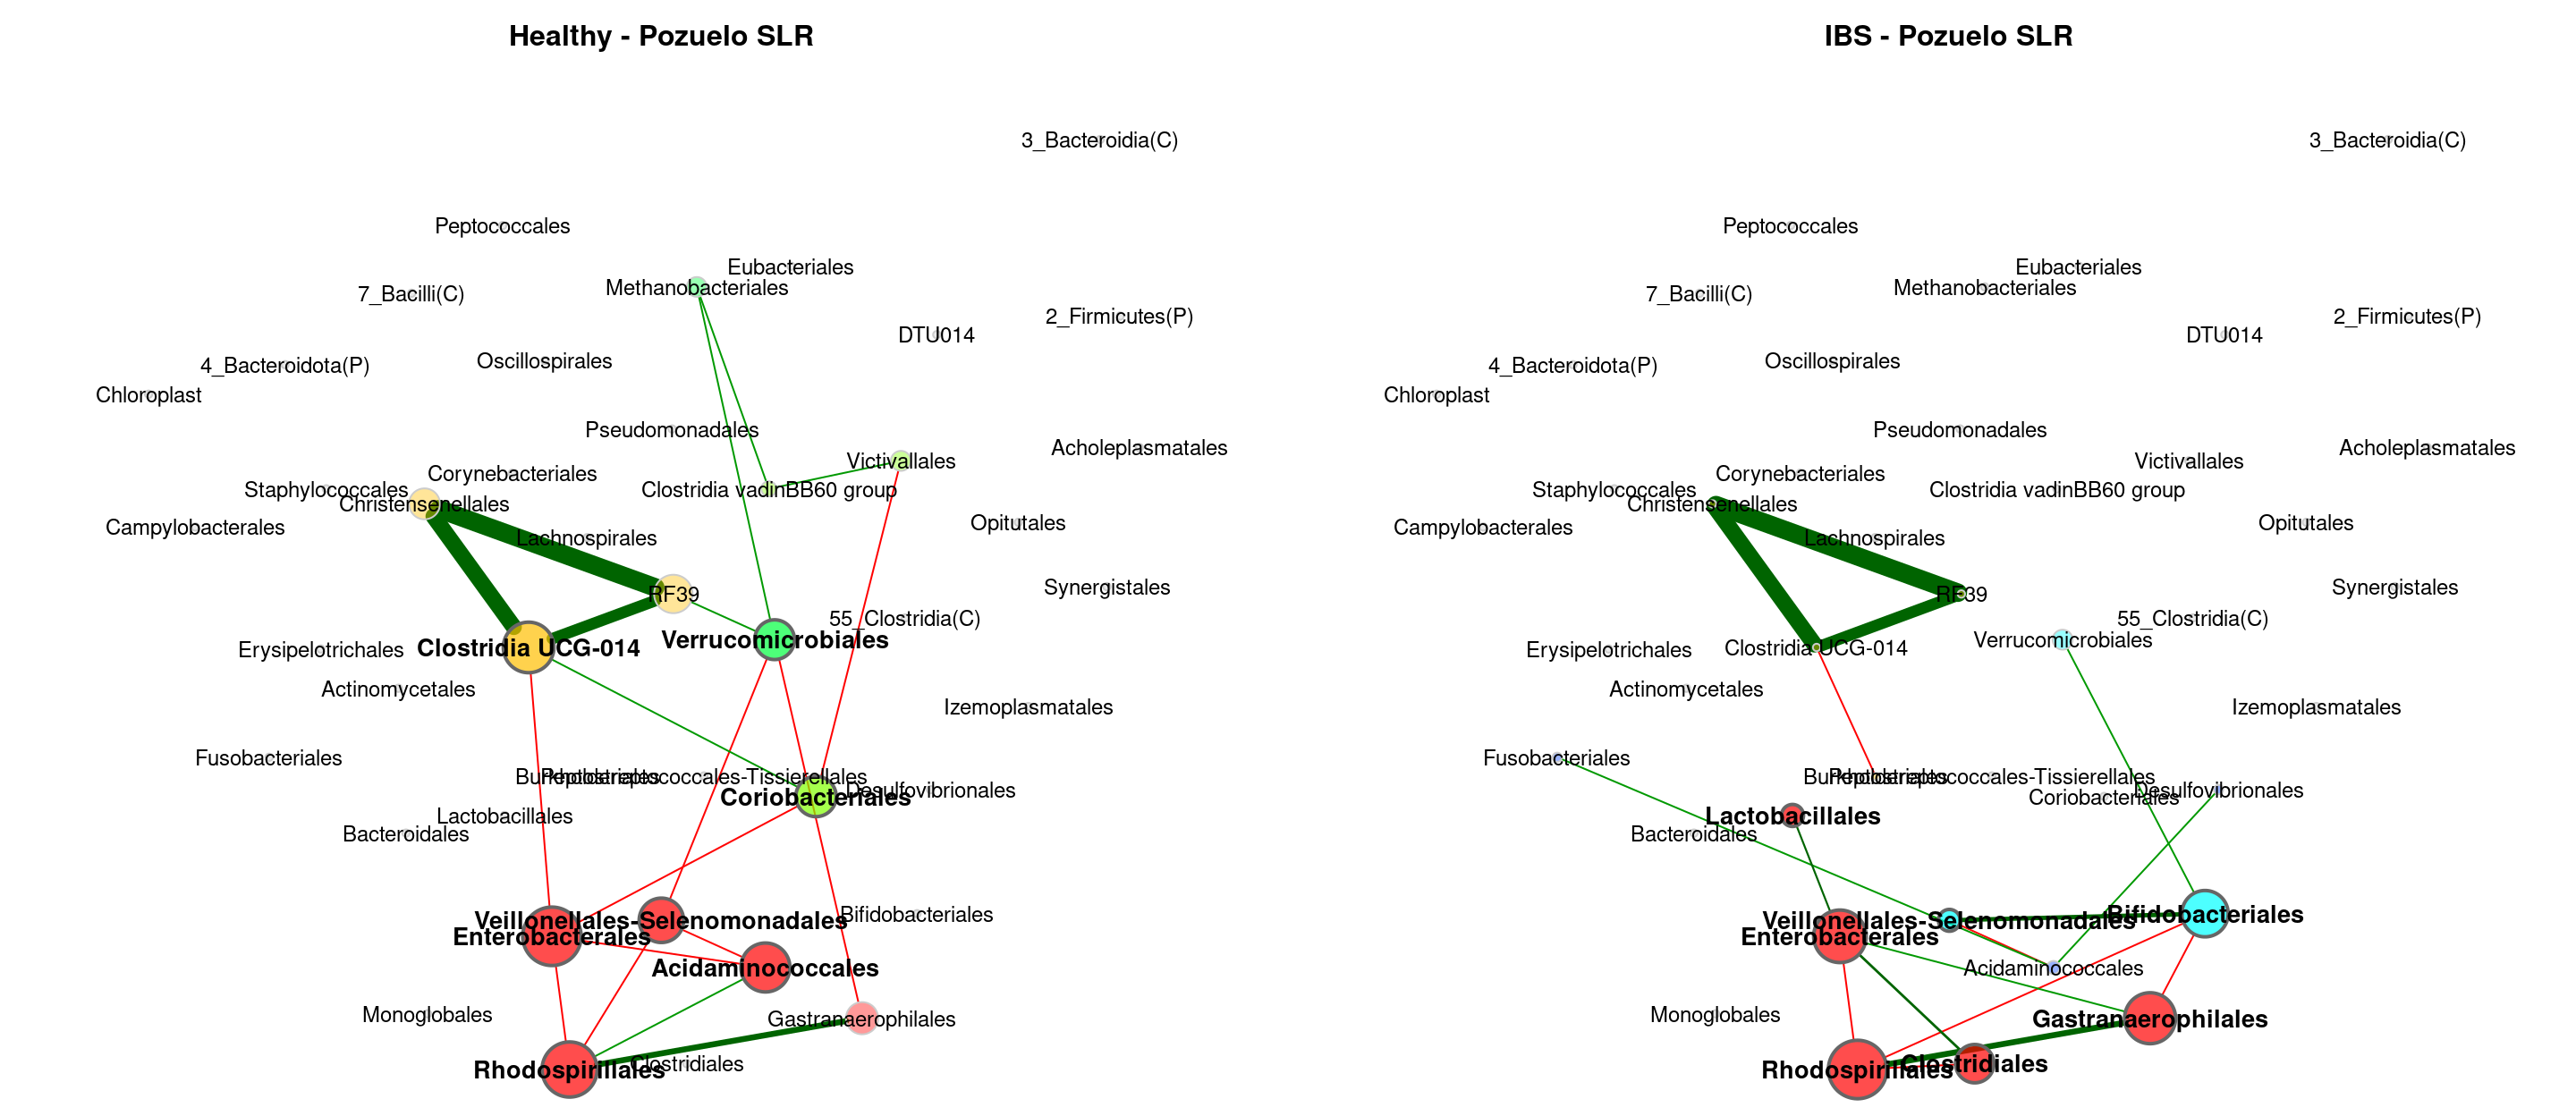 Healthy - Pozuelo SLR
3_Bacteroidia(C)
Peptococcales
Eubacteriales
Methanobacteriales
7_Bacilli(C)
2_Firmicutes(P)
DTU014
Oscillospirales
4_Bacteroidota(P)
Chloroplast
Pseudomonadales
Acholeplasmatales
Victivallales
Corynebacteriales
Staphylococcales
Clostridia vadinBB60 group
Christensenellales
Opitutales
Campylobacterales
Lachnospirales
Synergistales
RF39
55_Clostridia(C)
Verrucomicrobiales
Clostridia UCG-014
Erysipelotrichales
Actinomycetales
Izemoplasmatales
Fusobacteriales
Burkholderiales
Peptostreptococcales-Tissierellales
Desulfovibrionales
Coriobacteriales
Lactobacillales
Bacteroidales
Bifidobacteriales
Veillonellales-Selenomonadales
Enterobacterales
Acidaminococcales
Monoglobales
Gastranaerophilales
Clostridiales
Rhodospirillales
IBS - Pozuelo SLR
3_Bacteroidia(C)
Peptococcales
Eubacteriales
Methanobacteriales
7_Bacilli(C)
2_Firmicutes(P)
DTU014
Oscillospirales
4_Bacteroidota(P)
Chloroplast
Pseudomonadales
Acholeplasmatales
Victivallales
Corynebacteriales
Staphylococcales
Clostridia vadinBB60 group
Christensenellales
Opitutales
Campylobacterales
Lachnospirales
Synergistales
RF39
55_Clostridia(C)
Verrucomicrobiales
Clostridia UCG-014
Erysipelotrichales
Actinomycetales
Izemoplasmatales
Fusobacteriales
Burkholderiales
Peptostreptococcales-Tissierellales
Desulfovibrionales
Coriobacteriales
Lactobacillales
Bacteroidales
Bifidobacteriales
Veillonellales-Selenomonadales
Enterobacterales
Acidaminococcales
Monoglobales
Gastranaerophilales
Clostridiales
Rhodospirillales